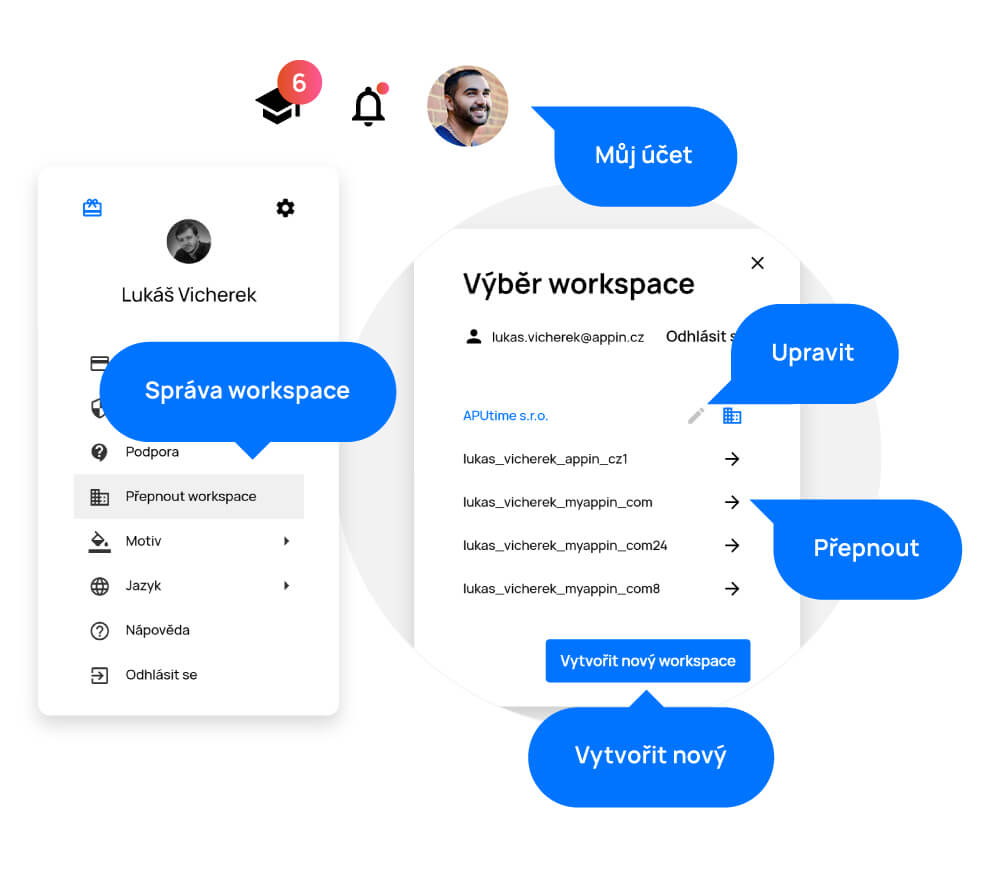 6
Můj účet
Lukáš Vicherek
Správa workspace
Podpora
Přepnout workspace
Motiv
Jazyk
Nápověda
Odhlásit se
Výběr workspace
lukas.vicherek@appin.cz
Odhlásit s
Upravit
APUtime s.r.o.
lukas_vicherek_appin_cz1
lukas_vicherek_myappin_com
lukas_vicherek_myappin_com24
lukas_vicherek_myappin_com8
Přepnout
Vytvořit nový workspace
Vytvořit nový